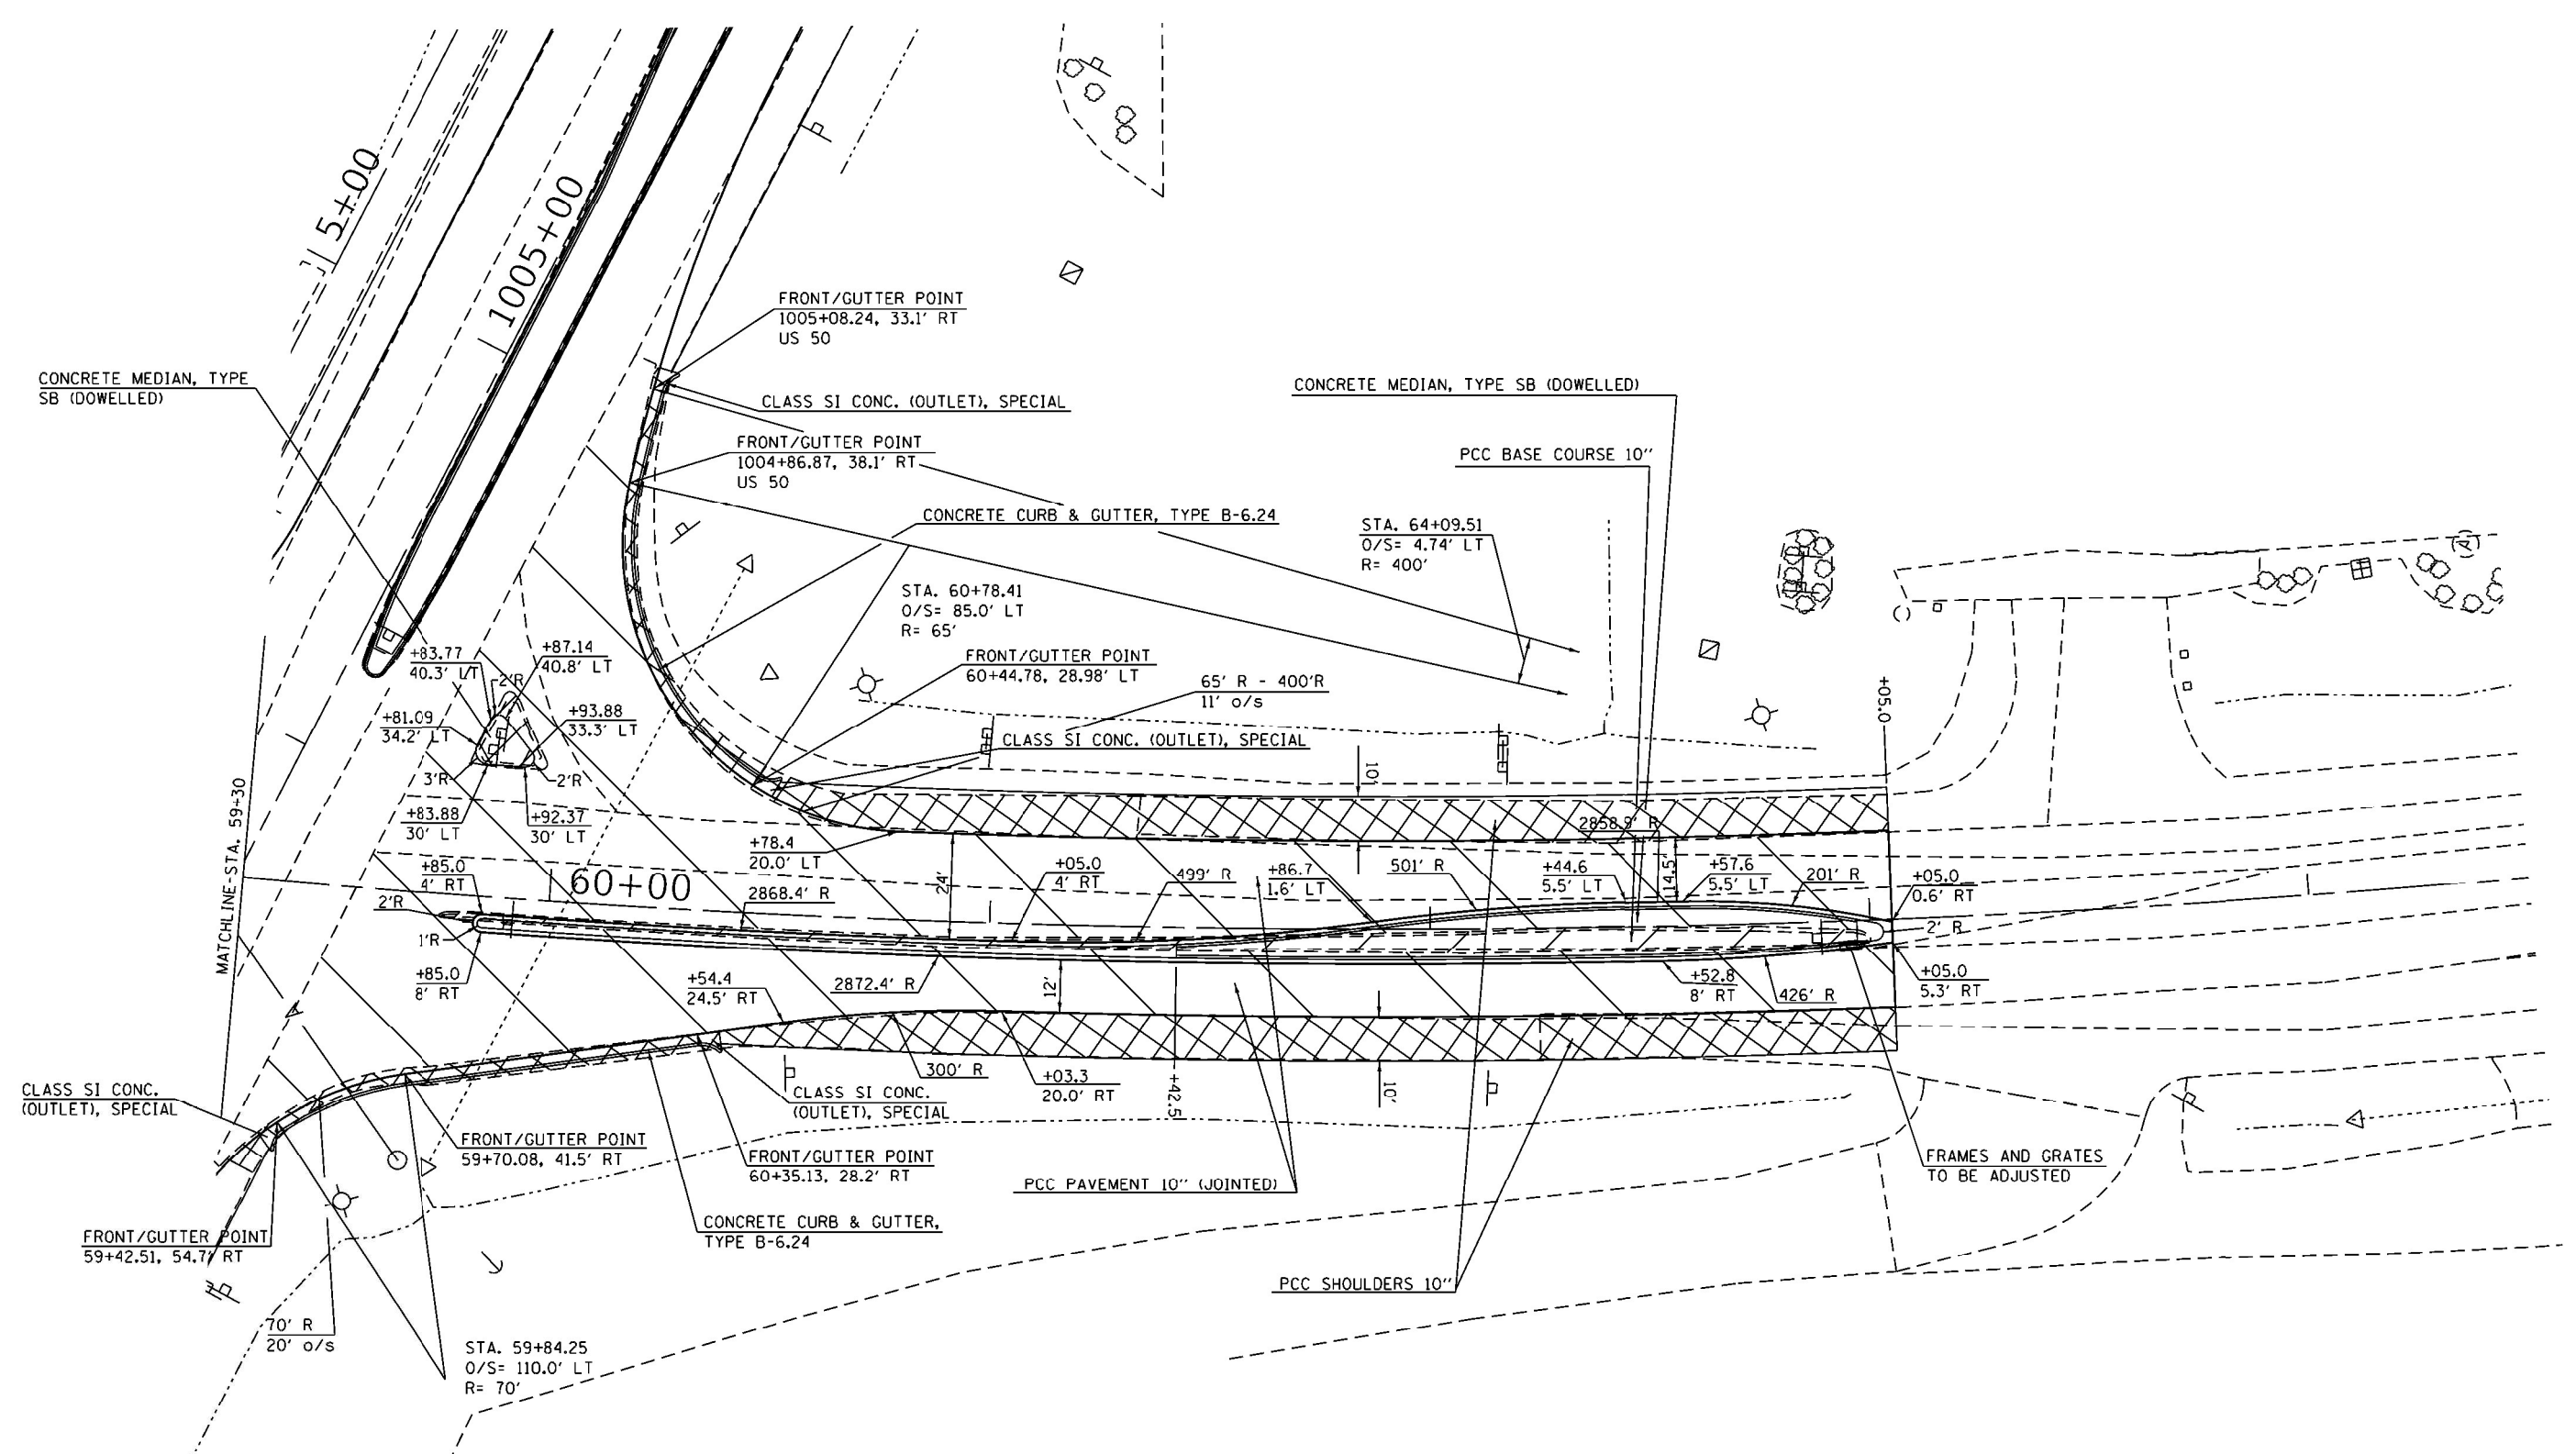 5+00
1005+00
FRONT/GUTTER POINT
1005+08.24, 33.1' RT
US 50
CONCRETE MEDIAN, TYPE
SB (DOWELLED)
CLASS SI CONC. (OUTLET), SPECIAL
CONCRETE MEDIAN, TYPE SB (DOWELLED)
FRONT/GUTTER POINT
1004+86.87, 38.1' RT
US 50
PCC BASE COURSE 10"
CONCRETE CURB & GUTTER, TYPE B-6.24
STA. 64+09.51
O/S= 4.74' LT
R= 400'
STA. 60+78.41
O/S= 85.0' LT
R= 65'
FRONT/GUTTER POINT
60+44.78, 28.98' LT
65' R - 400'R
11' o/s
CLASS SI CONC. (OUTLET), SPECIAL
+83.77
40.3' LT
+87.14
40.8' LT
2'R
+81.09
34.2' LT
+93.88
33.3' LT
3'R
2'R
+83.88
30' LT
+92.37
30' LT
MATCHLINE-STA. 59+30
+05.0
10'
+78.4
20.0' LT
2858.9' R
+85.0
4' RT
60+00
2868.4' R
24'
+05.0
4' RT
499' R
+86.7
1.6' LT
501' R
+44.6
5.5' LT
14.5'
+57.6
5.5' LT
201' R
+05.0
0.6' RT
2'R
1'R
2' R
+85.0
8' RT
+54.4
24.5' RT
2872.4' R
12'
+52.8
8' RT
426' R
+05.0
5.3' RT
300' R
+03.3
20.0' RT
+42.5
10'
CLASS SI CONC.
(OUTLET), SPECIAL
CLASS SI CONC.
(OUTLET), SPECIAL
FRONT/GUTTER POINT
59+70.08, 41.5' RT
FRONT/GUTTER POINT
60+35.13, 28.2' RT
PCC PAVEMENT 10" (JOINTED)
FRAMES AND GRATES
TO BE ADJUSTED
CONCRETE CURB & GUTTER,
TYPE B-6.24
FRONT/GUTTER POINT
59+42.51, 54.7' RT
PCC SHOULDERS 10"
70' R
20' o/s
STA. 59+84.25
O/S= 110.0' LT
R= 70'